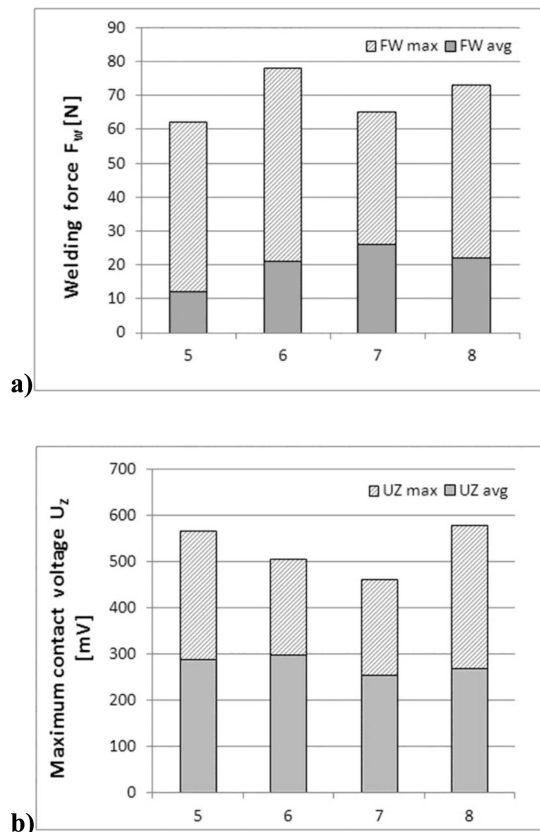 90
80
70
60
50
40
30
20
10
0
Welding force FW [N]
FW max FW avg
5 6 7 8
a)
700
600
500
400
300
200
100
0
Maximum contact voltage UZ
[mV]
UZ max UZ avg
5 6 7 8
b)